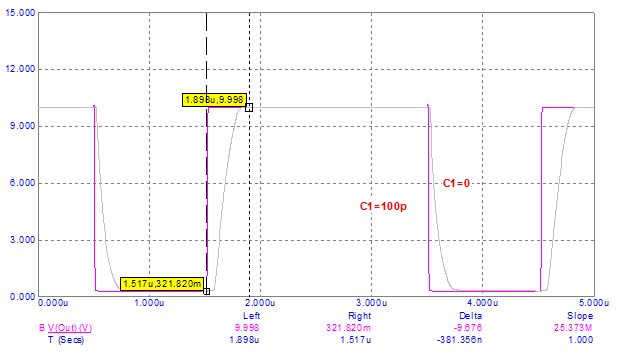 15.000
12.000
1.898u,9.998
9.000
6.000
C1=0
C1=100p
3.000
1.517u,321.820m
0.000
0.000u 1.000u 2.000u 3.000u 4.000u 5.000u
Left Right Delta Slope
B V(Out) (V) 9.998 321.820m -9.676 25.373M
T (Secs) 1.898u 1.517u -381.356n 1.000